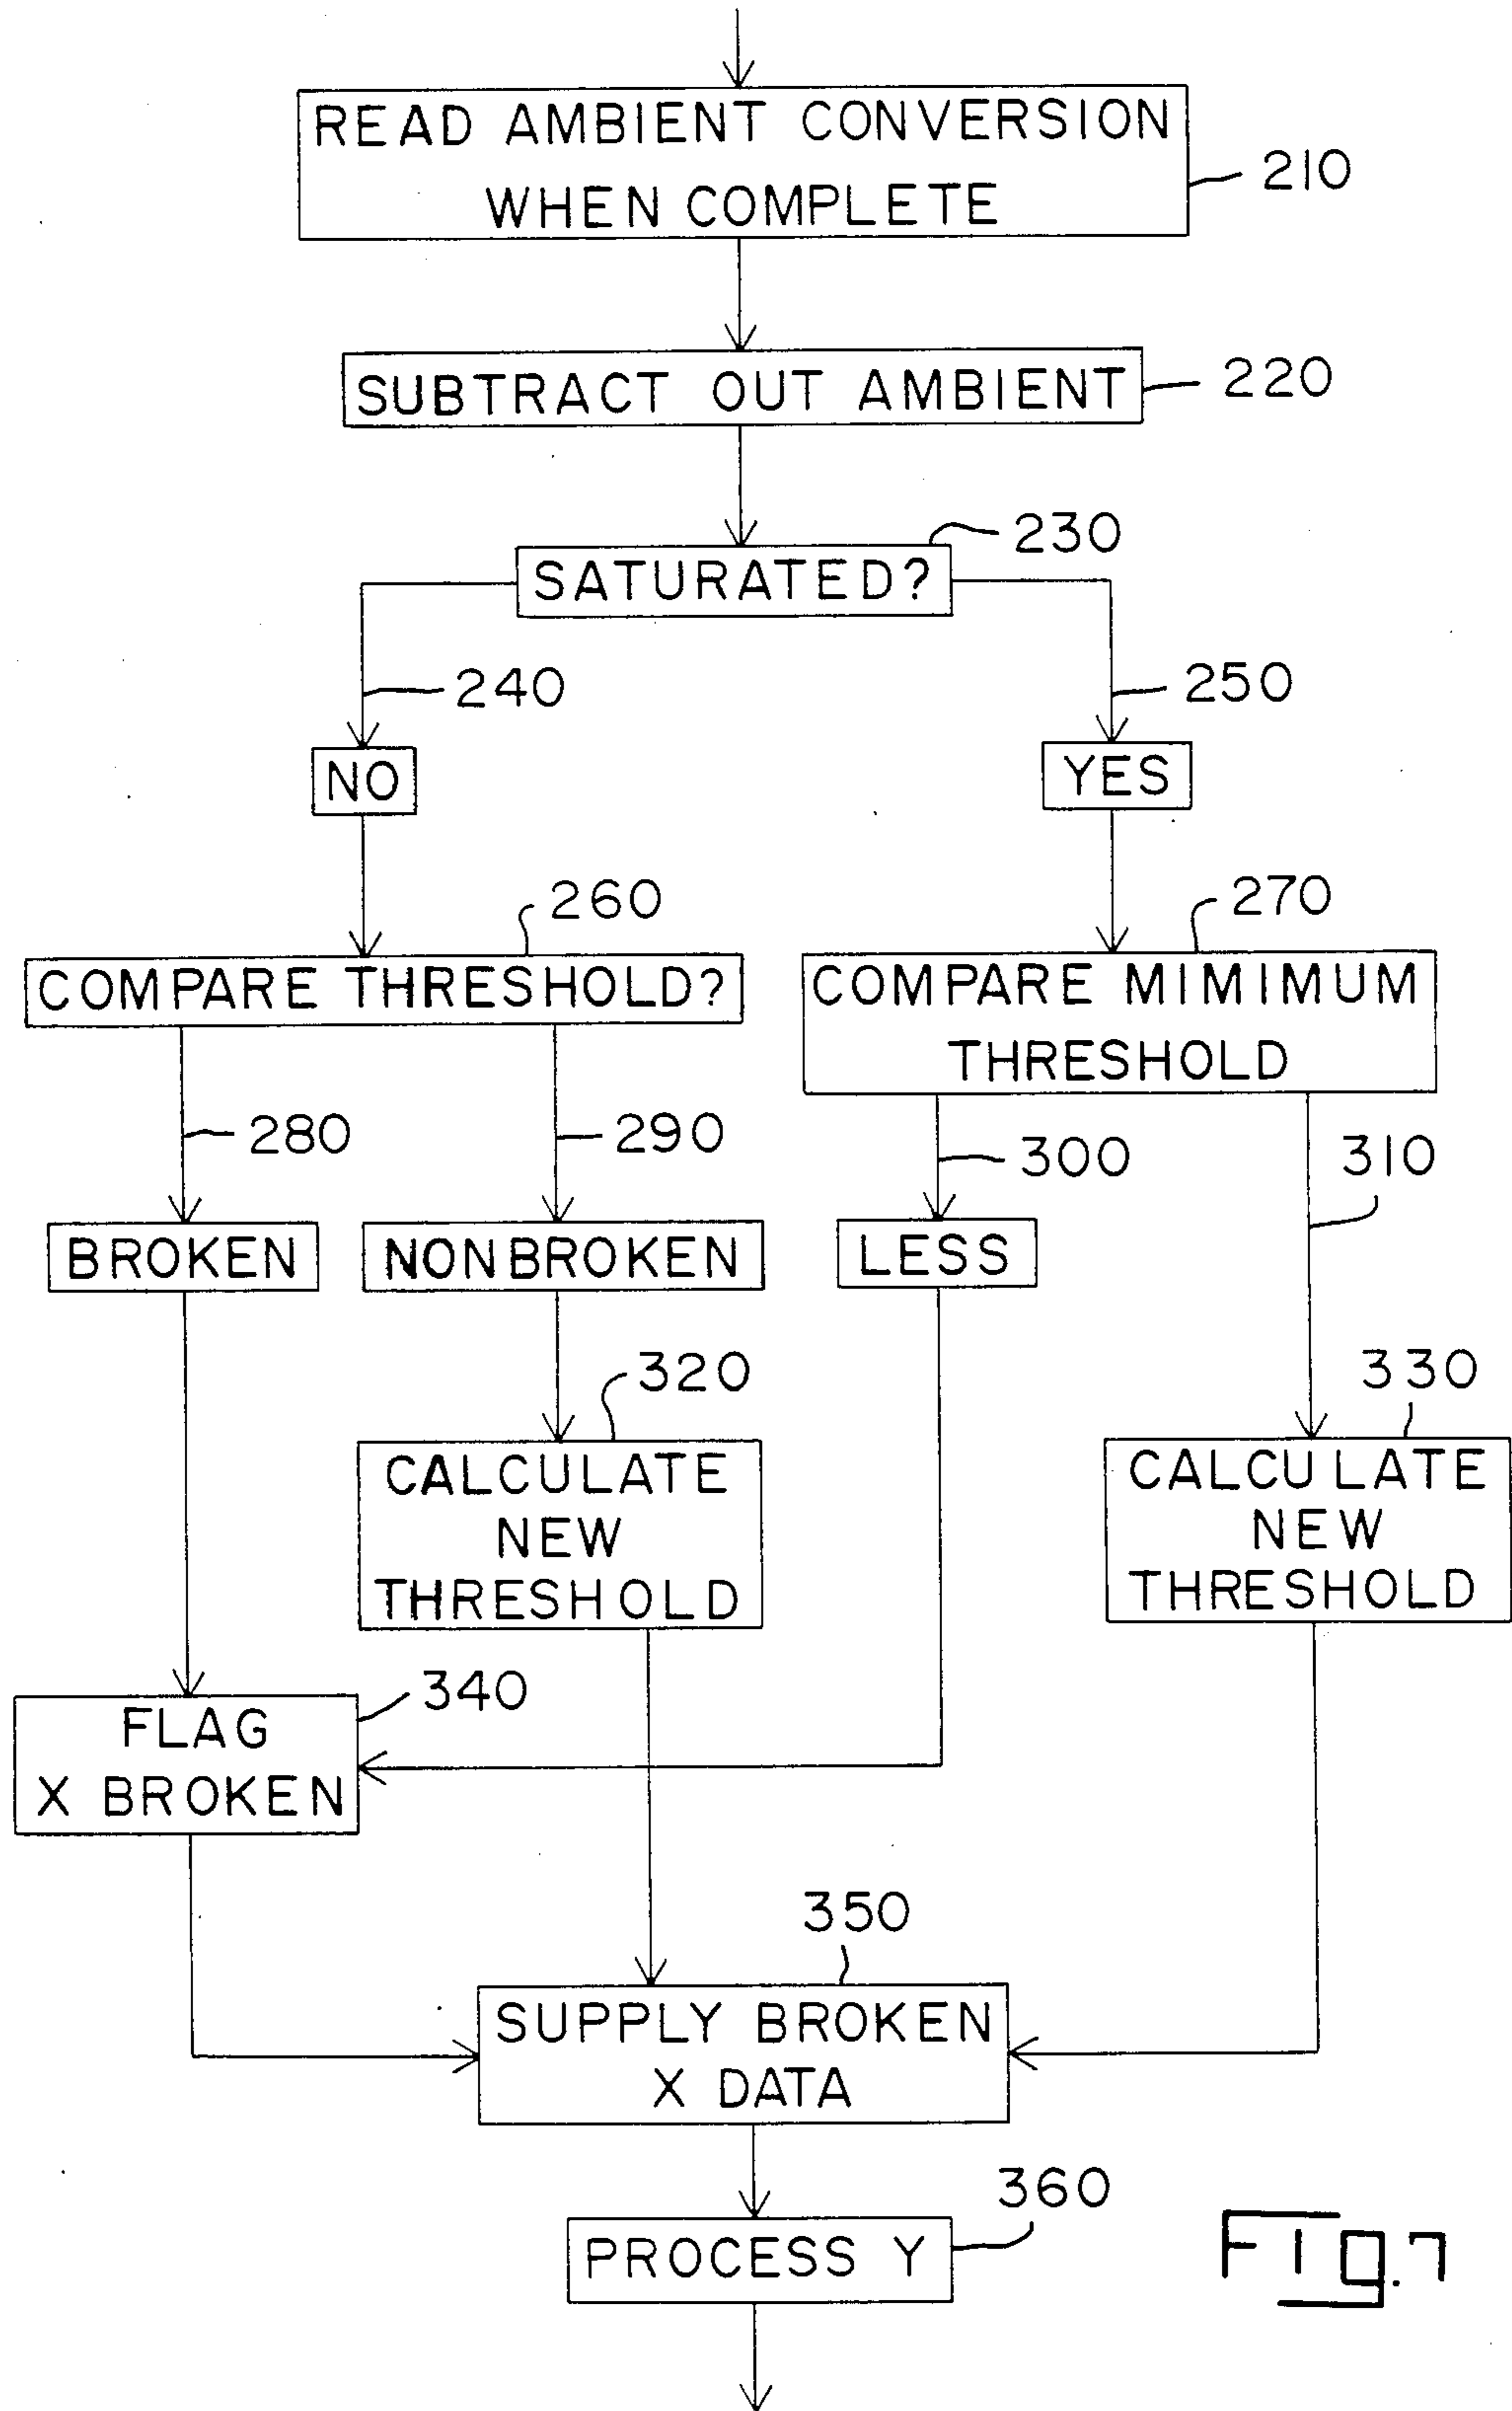 READ AMBIENT CONVERSION
WHEN COMPLETE
210
SUBTRACT OUT AMBIENT
220
230
SATURATED?
240
250
NO
YES
260
270
COMPARE THRESHOLD?
COMPARE MIMIMUM
THRESHOLD
280
290
300
310
BROKEN
NONBROKEN
LESS
320
330
CALCULATE
NEW
THRESHOLD
CALCULATE
NEW
THRESHOLD
340
FLAG
X BROKEN
350
SUPPLY BROKEN
X DATA
360
PROCESS Y
Fig. 7